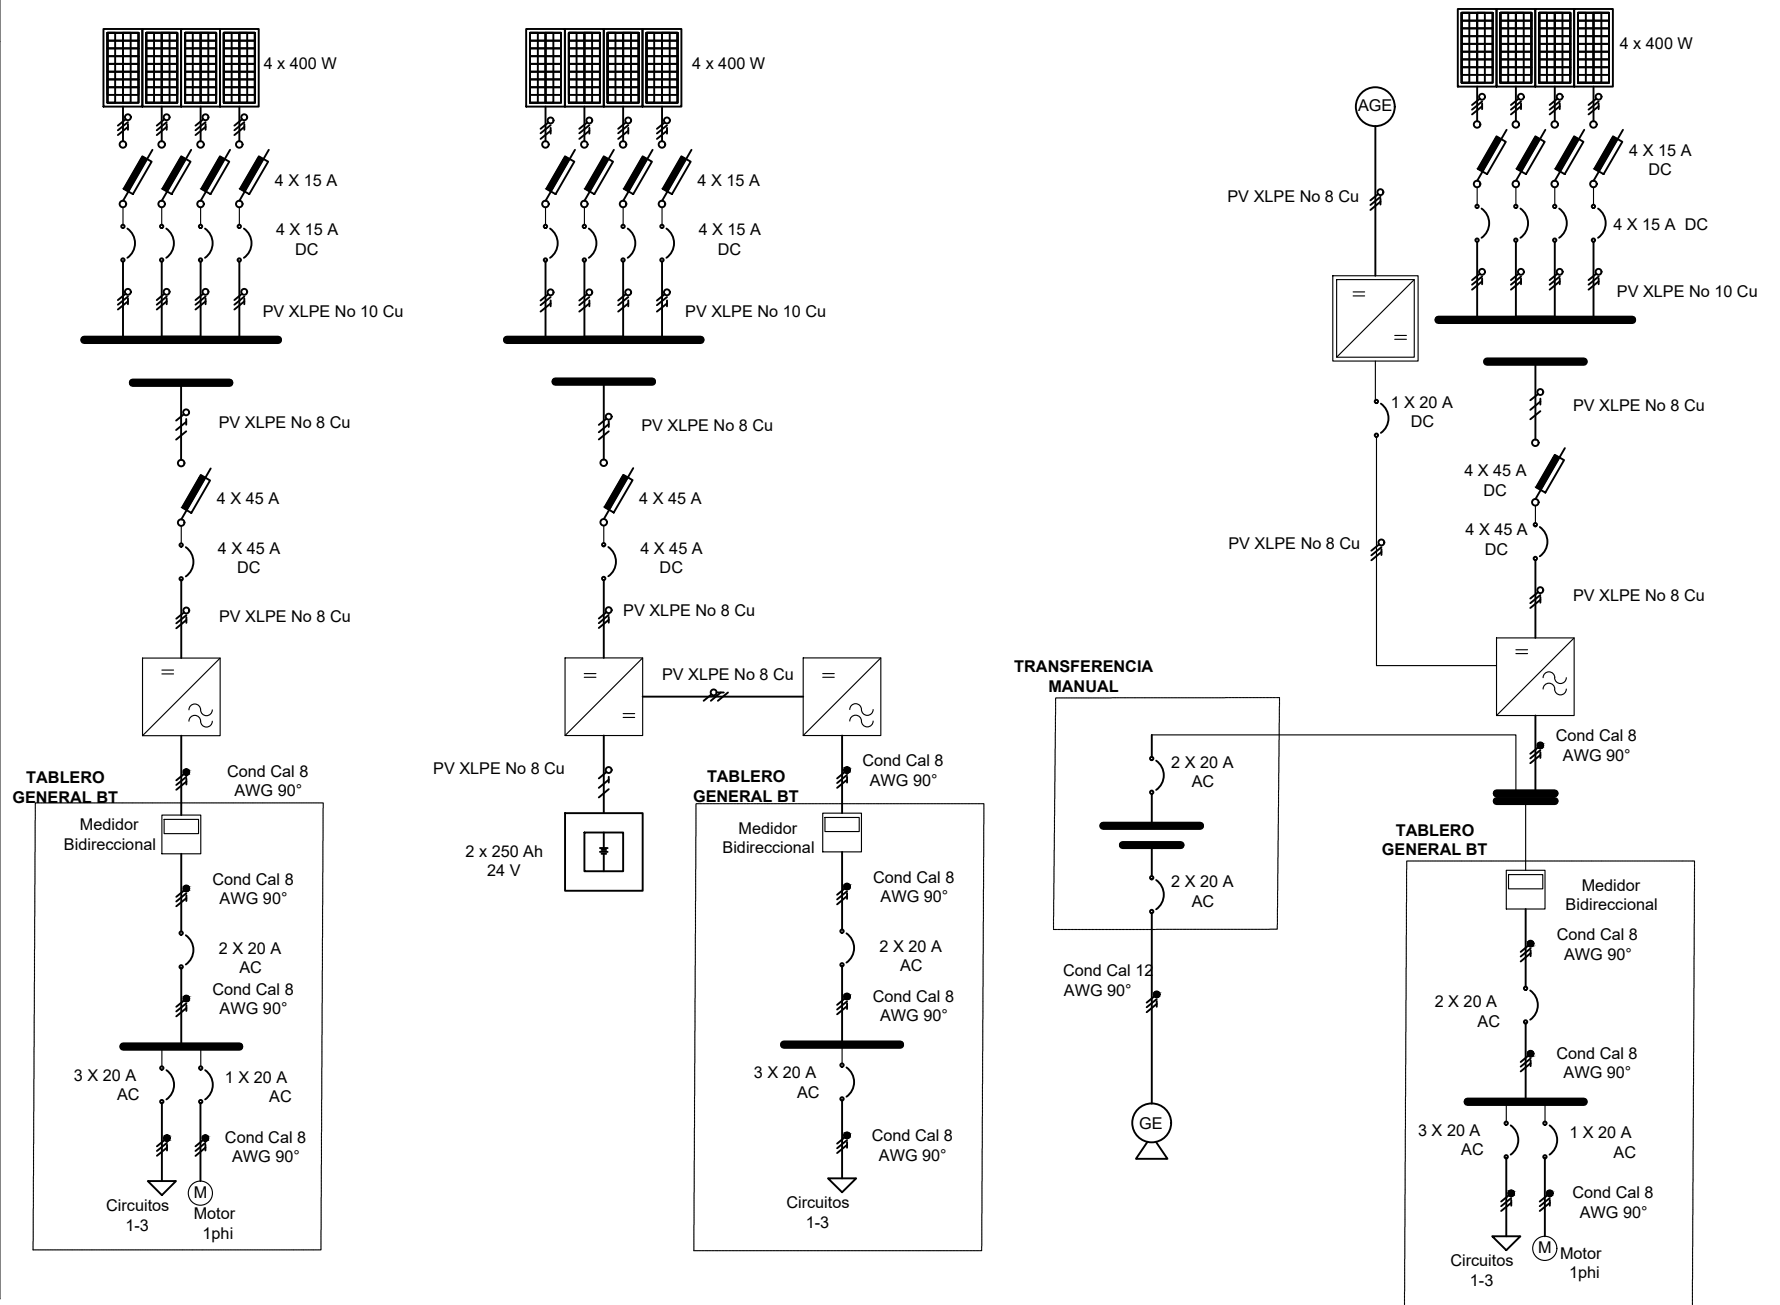 4 x 400 W
4 X 15 A
4 X 15 A
DC
PV XLPE No 10 Cu
PV XLPE No 8 Cu
4 X 45 A
4 X 45 A
DC
PV XLPE No 8 Cu
Cond Cal 8
AWG 90°
TABLERO
GENERAL BT
Medidor
Bidireccional
Cond Cal 8
AWG 90°
2 X 20 A
AC
Cond Cal 8
AWG 90°
3 X 20 A
AC
1 X 20 A
AC
Cond Cal 8
AWG 90°
M
Circuitos
1-3
Motor
1phi
4 x 400 W
4 X 15 A
4 X 15 A
DC
PV XLPE No 10 Cu
PV XLPE No 8 Cu
4 X 45 A
4 X 45 A
DC
PV XLPE No 8 Cu
PV XLPE No 8 Cu
PV XLPE No 8 Cu
2 x 250 Ah
24 V
Cond Cal 8
AWG 90°
TABLERO
GENERAL BT
Medidor
Bidireccional
Cond Cal 8
AWG 90°
2 X 20 A
AC
Cond Cal 8
AWG 90°
3 X 20 A
AC
Cond Cal 8
AWG 90°
Circuitos
1-3
4 x 400 W
AGE
4 X 15 A
DC
PV XLPE No 8 Cu
4 X 15 A DC
PV XLPE No 10 Cu
1 X 20 A
DC
PV XLPE No 8 Cu
4 X 45 A
DC
4 X 45 A
DC
PV XLPE No 8 Cu
PV XLPE No 8 Cu
TRANSFERENCIA
MANUAL
Cond Cal 8
AWG 90°
2 X 20 A
AC
2 X 20 A
AC
Cond Cal 12
AWG 90°
GE
TABLERO
GENERAL BT
Medidor
Bidireccional
Cond Cal 8
AWG 90°
2 X 20 A
AC
Cond Cal 8
AWG 90°
3 X 20 A
AC
1 X 20 A
AC
Cond Cal 8
AWG 90°
M
Circuitos
1-3
Motor
1phi